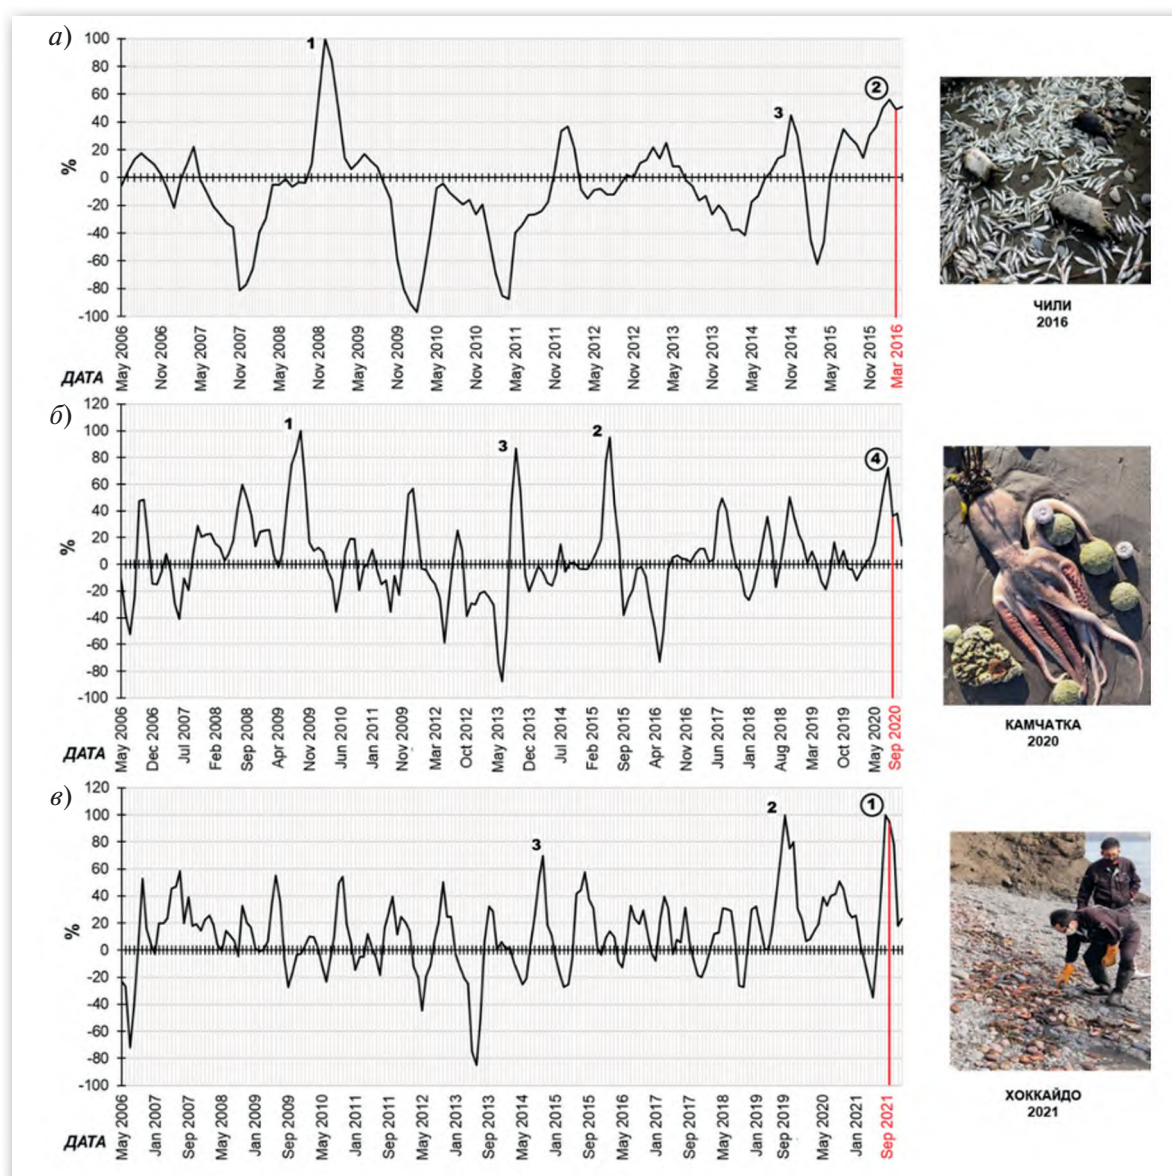 а)
100
80
60
40
20
0
-20
-40
-60
-80
-100
%
1
3
2
May 2006
Nov 2006
May 2007
Nov 2007
May 2008
Nov 2008
May 2009
Nov 2009
May 2010
Nov 2010
May 2011
Nov 2011
May 2012
Nov 2012
May 2013
Nov 2013
May 2014
Nov 2014
May 2015
Nov 2015
Mar 2016
ДАТА
ЧИЛИ
2016
б)
120
100
80
60
40
20
0
-20
-40
-60
-80
-100
%
1
3
2
4
May 2006
Dec 2006
Jul 2007
Feb 2008
Sep 2008
Apr 2009
Nov 2009
Jun 2010
Jan 2011
Nov 2009
Mar 2012
Oct 2012
May 2013
Dec 2013
Jul 2014
Feb 2015
Sep 2015
Apr 2016
Nov 2016
Jun 2017
Jan 2018
Aug 2018
Mar 2019
Oct 2019
May 2020
Sep 2020
ДАТА
КАМЧАТКА
2020
в)
120
100
80
60
40
20
0
-20
-40
-60
-80
-100
%
3
2
1
May 2006
Jan 2007
Sep 2007
May 2008
Jan 2009
Sep 2009
May 2010
Jan 2011
Sep 2011
May 2012
Jan 2013
Sep 2013
May 2014
Jan 2015
Sep 2015
May 2016
Jan 2017
Sep 2017
May 2018
Jan 2019
Sep 2019
May 2020
Jan 2021
Sep 2021
ДАТА
ХОККАЙДО
2021